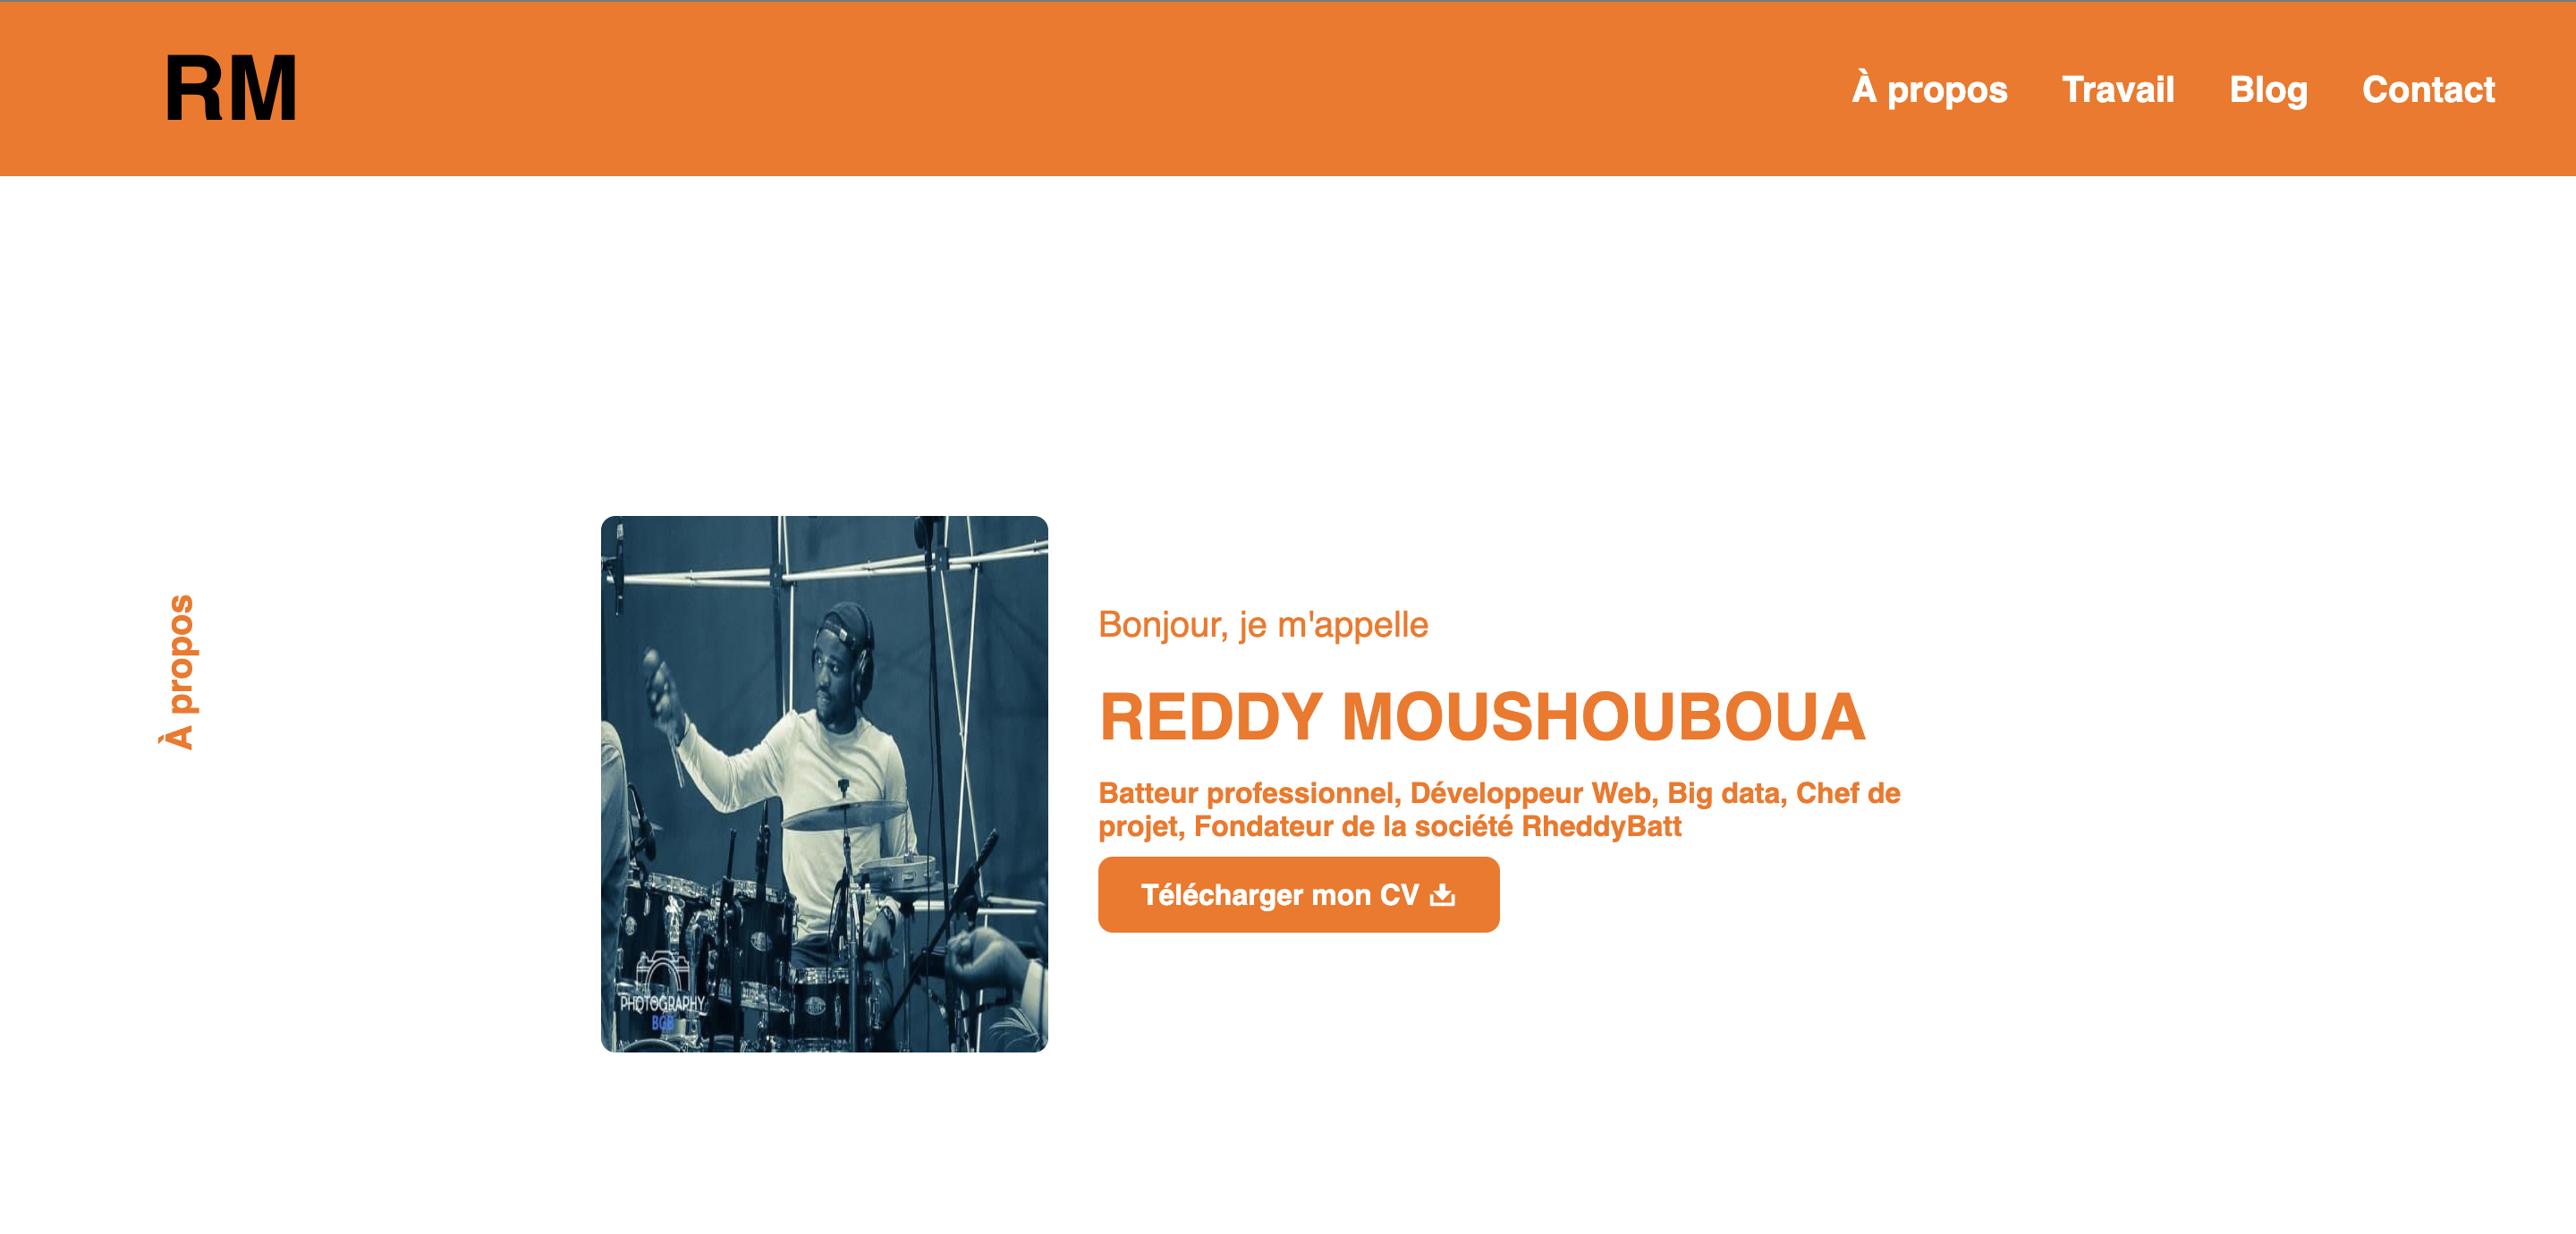 RM
À propos
Travail
Blog
Contact
À propos
Bonjour, je m'appelle
REDDY MOUSHOUBOUA
Batteur professionnel, Développeur Web, Big data, Chef de
projet, Fondateur de la société RheddyBatt
Télécharger mon CV
PHOTOGRAPHY
BGB